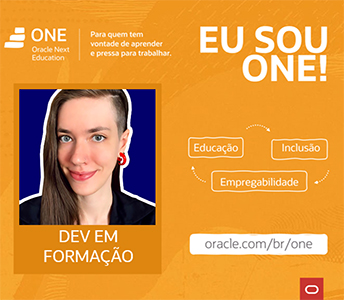 ONE
Oracle Next
Education
Para quem tem
vontade de aprender
e pressa para trabalhar.
EU SOU
ONE!
Educação
Inclusão
Empregabilidade
DEV EM
FORMAÇÃO
oracle.com/br/one